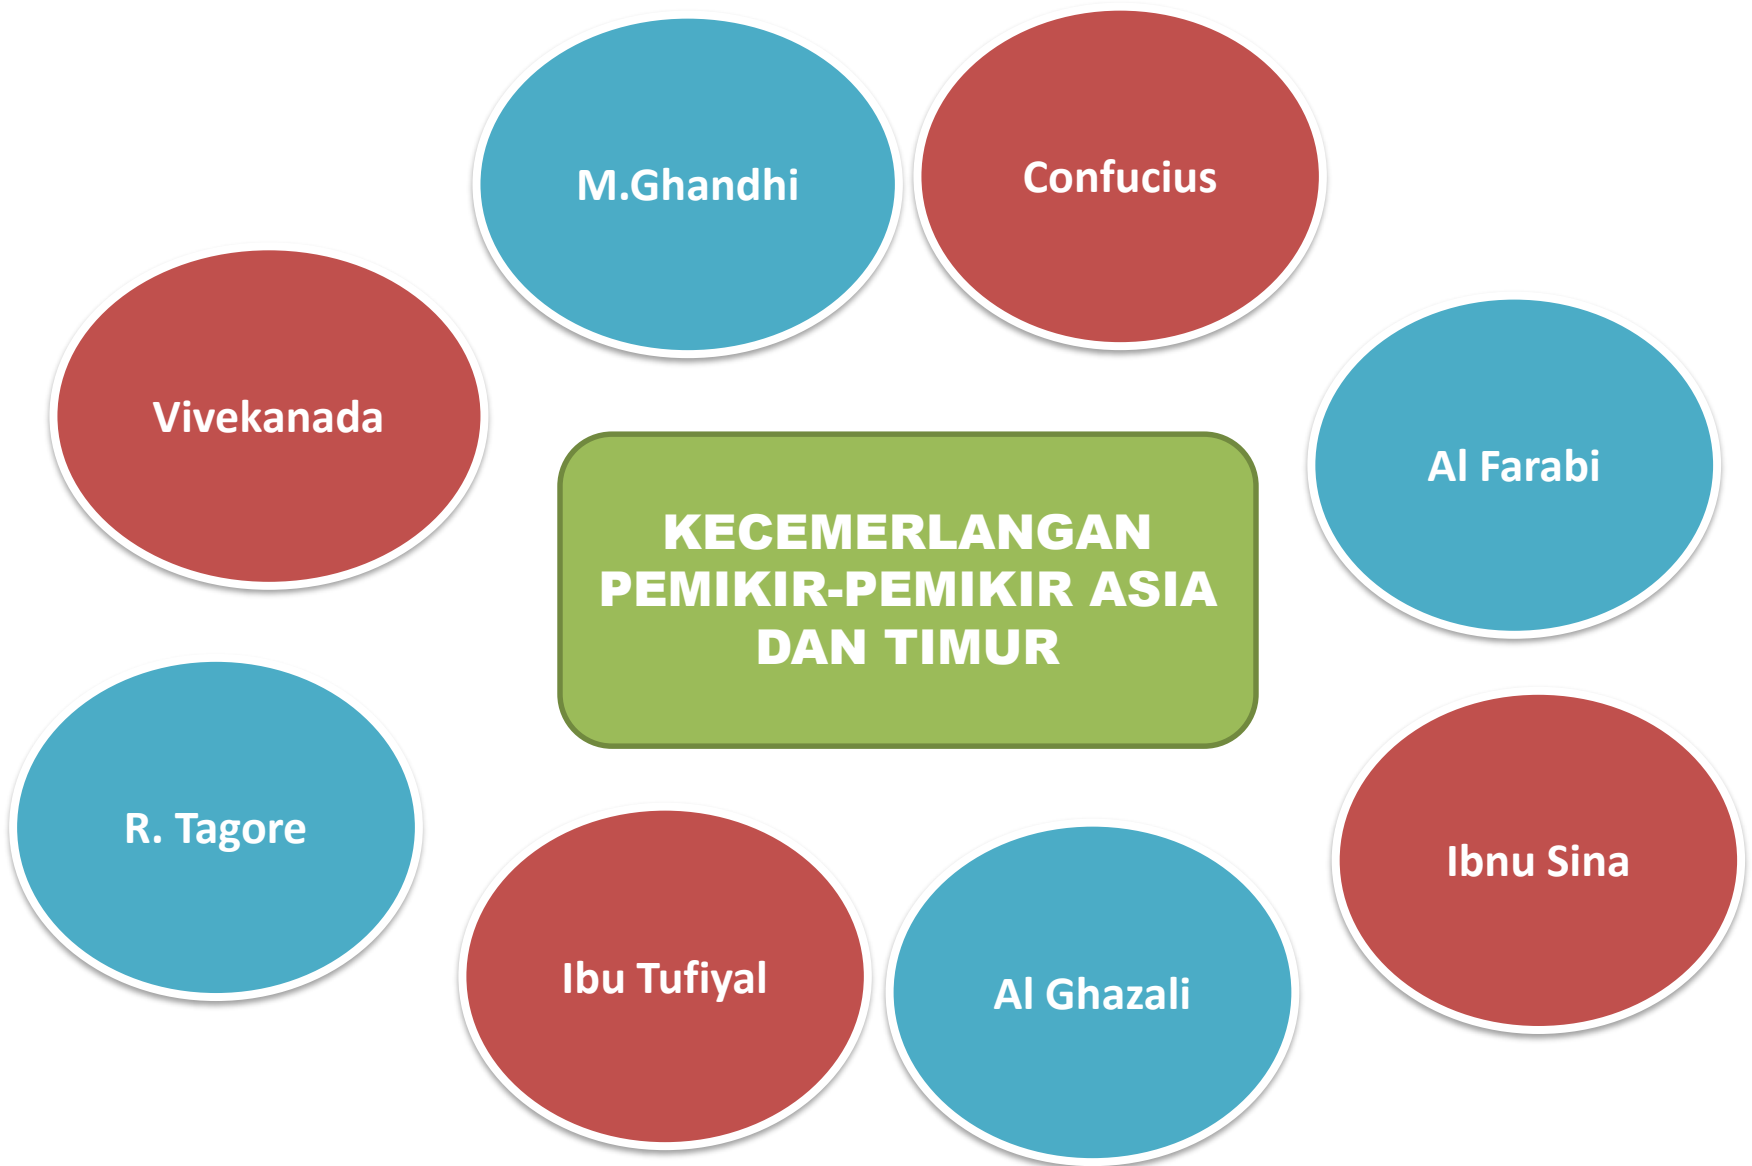 M.Ghandhi
Confucius
Vivekanada
Al Farabi
KECEMERLANGAN
PEMIKIR-PEMIKIR ASIA
DAN TIMUR
R. Tagore
Ibnu Sina
Ibu Tufiyal
Al Ghazali